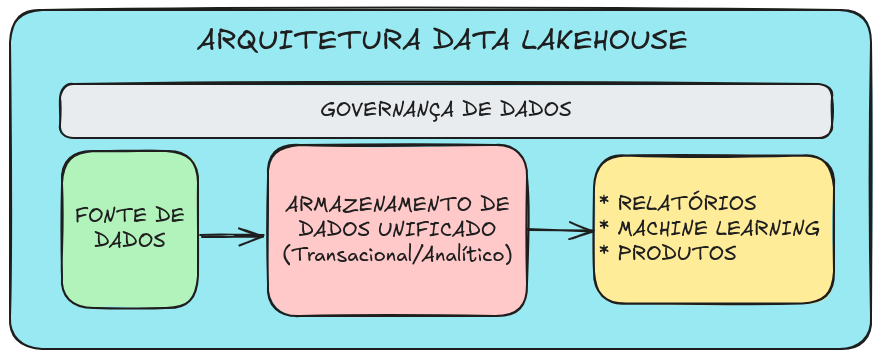 ARQUITETURA DATA LAKEHOUSE
GOVERNANÇA DE DADOS
FONTE DE
DADOS
ARMAZENAMENTO DE
DADOS UNIFICADO
(Transacional/Analítico)
* RELATÓRIOS
* MACHINE LEARNING
* PRODUTOS